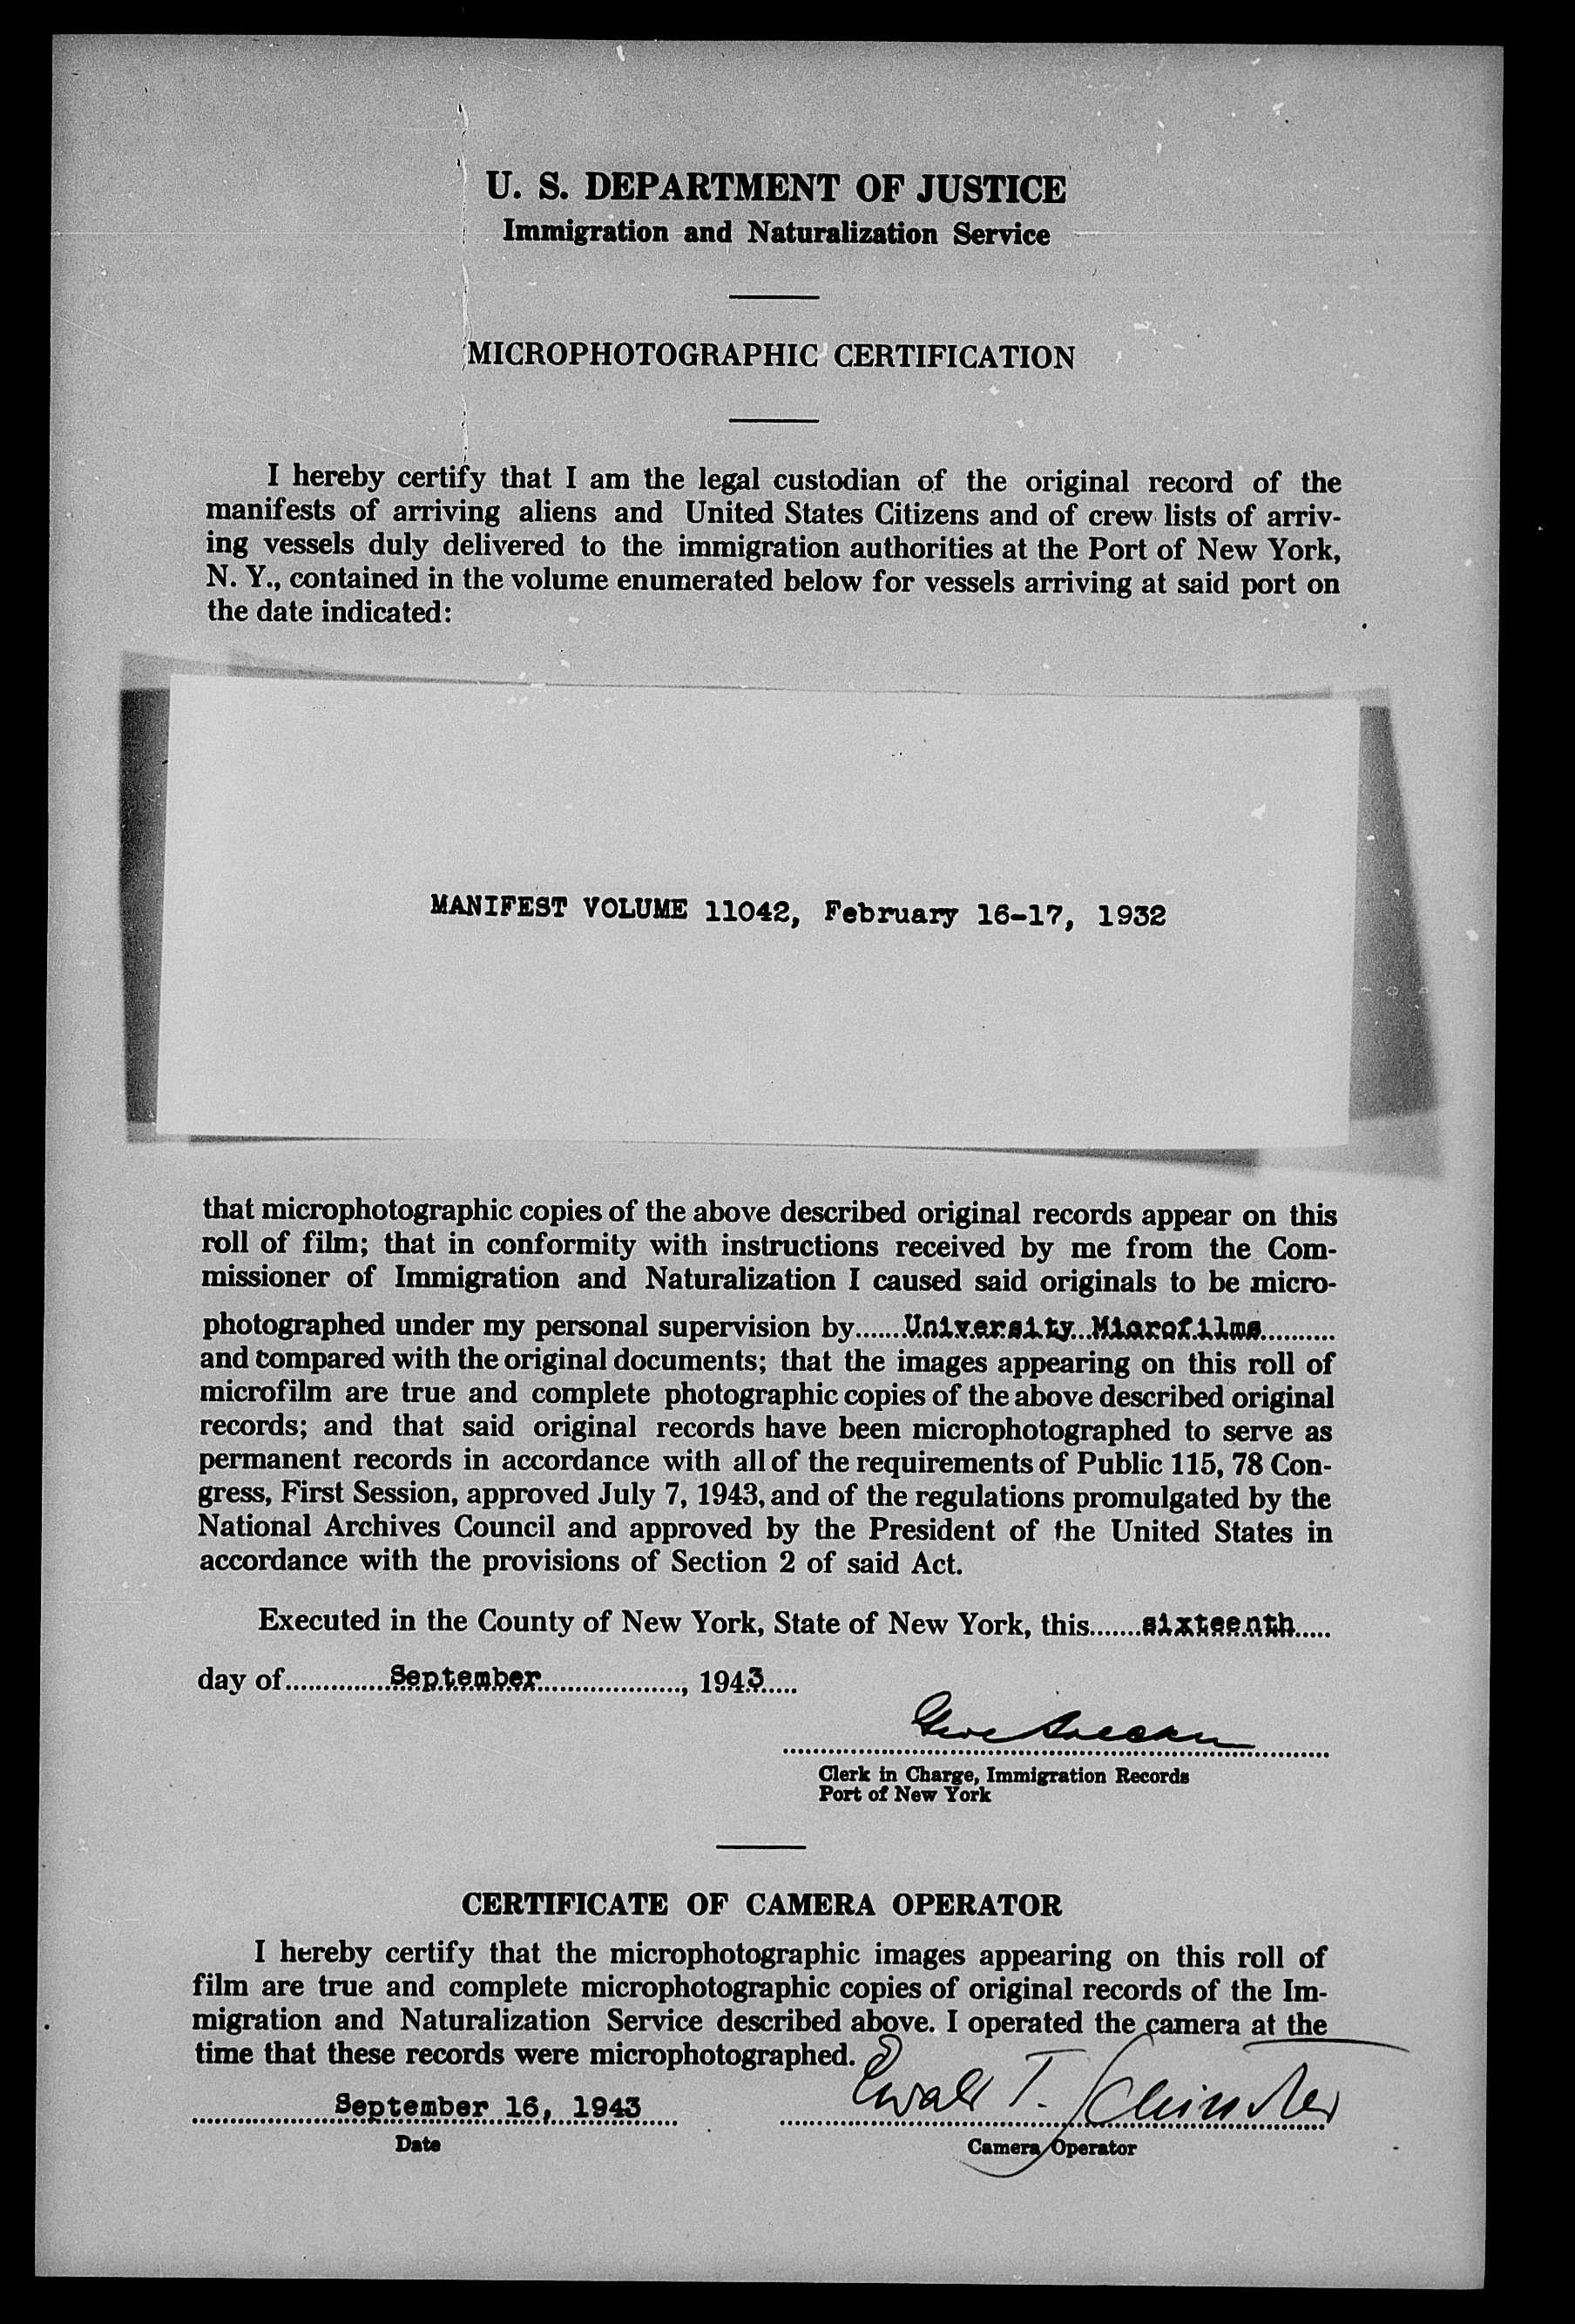 U. S. DEPARTMENT OF JUSTICE
Immigration and Naturalization Service
MICROPHOTOGRAPHIC CERTIFICATION
I hereby certify that I am the legal custodian of the original record of the
manifests of arriving aliens and United States Citizens and of crew lists of arriv-
ing vessels duly delivered to the immigration authorities at the Port of New York,
N. Y., contained in the volume enumerated below for vessels arriving at said port on
the date indicated:
MANIFEST VOLUME 11042, February 16-17, 1932
that microphotographic copies of the above described original records appear on this
roll of film; that in conformity with instructions received by me from the Com-
missioner of Immigration and Naturalization I caused said originals to be micro-
photographed under my personal supervision by......University Microfilms..........
and compared with the original documents; that the images appearing on this roll of
microfilm are true and complete photographic copies of the above described original
records; and that said original records have been microphotographed to serve as
permanent records in accordance with all of the requirements of Public 115, 78 Con-
gress, First Session, approved July 7, 1943, and of the regulations promulgated by the
National Archives Council and approved by the President of the United States in
accordance with the provisions of Section 2 of said Act.
Executed in the County of New York, State of New York, this.......sixteenth.....
day of..............September..................., 1943.....
Clerk in Charge, Immigration Records
Port of New York
CERTIFICATE OF CAMERA OPERATOR
I hereby certify that the microphotographic images appearing on this roll of
film are true and complete microphotographic copies of original records of the Im-
migration and Naturalization Service described above. I operated the camera at the
time that these records were microphotographed.
Ewald T.
September 16, 1943
Date
Camera Operator